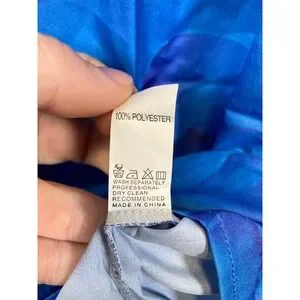 100% POLYESTER
WASH SEPARATELY
PROFESSIONAL
DRY CLEAN
RECOMMENDED
MADE IN CHINA